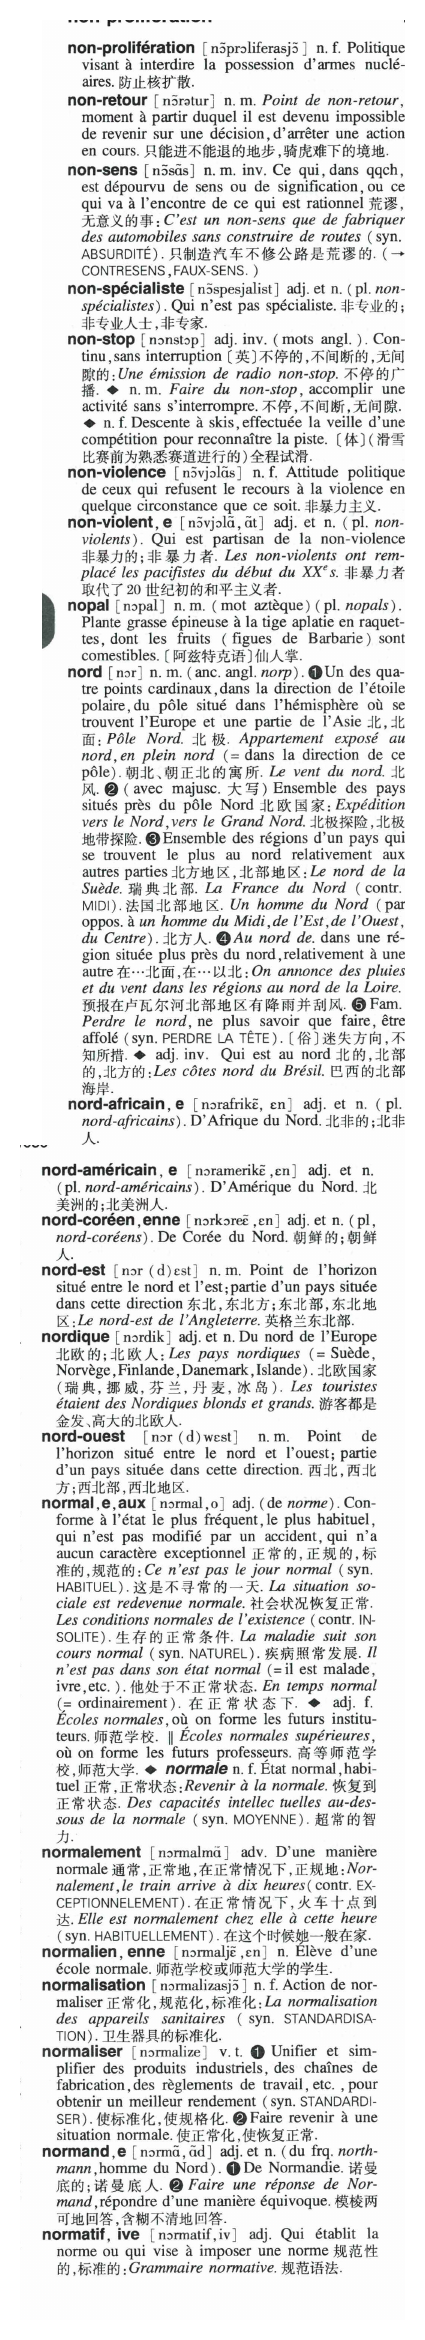 non-prolifération [nɔ̃prɔliferasjɔ̃] n. f. Politique
visant à interdire la possession d'armes nuclé-
aires. 防止核扩散.
non-retour [nɔ̃rətur] n. m. Point de non-retour,
moment à partir duquel il est devenu impossible
de revenir sur une décision, d'arrêter une action
en cours. 只能进不能退的地步,骑虎难下的境地.
non-sens [nɔ̃sɑ̃s] n. m. inv. Ce qui, dans qqch,
est dépourvu de sens ou de signification, ou ce
qui va à l'encontre de ce qui est rationnel 荒谬,
无意义的事: C'est un non-sens que de fabriquer
des automobiles sans construire de routes (syn.
ABSURDITÉ). 只制造汽车不修公路是荒谬的. (→
CONTRESENS, FAUX-SENS. )
non-spécialiste [nɔ̃spesjalist] adj. et n. (pl. non-
spécialistes). Qui n'est pas spécialiste. 非专业的;
非专业人士,非专家.
non-stop [nɔnstɔp] adj. inv. (mots angl. ). Con-
tinu, sans interruption [英]不停的,不间断的,无间
隙的: Une émission de radio non-stop. 不停的广
播. ◆ n. m. Faire du non-stop, accomplir une
activité sans s'interrompre. 不停,不间断,无间隙.
◆ n. f. Descente à skis, effectuée la veille d'une
compétition pour reconnaître la piste. 〔体〕(滑雪
比赛前为熟悉赛道进行的)全程试滑.
non-violence [nɔ̃vjɔlɑ̃s] n. f. Attitude politique
de ceux qui refusent le recours à la violence en
quelque circonstance que ce soit. 非暴力主义.
non-violent, e [nɔ̃vjɔlɑ̃, ɑ̃t] adj. et n. (pl. non-
violents). Qui est partisan de la non-violence
非暴力的;非暴力者. Les non-violents ont rem-
placé les pacifistes du début du XXᵉ s. 非暴力者
取代了20世纪初的和平主义者.
nopal [nɔpal] n. m. (mot aztèque) (pl. nopals).
Plante grasse épineuse à la tige aplatie en raquet-
tes, dont les fruits (figues de Barbarie) sont
comestibles. 〔阿兹特克语〕仙人掌.
nord [nɔr] n. m. (anc. angl. norp). ❶ Un des qua-
tre points cardinaux, dans la direction de l'étoile
polaire, du pôle situé dans l'hémisphère où se
trouvent l'Europe et une partie de l'Asie 北,北
面: Pôle Nord. 北极. Appartement exposé au
nord, en plein nord (= dans la direction de ce
pôle). 朝北、朝正北的寓所. Le vent du nord. 北
风. ❷ (avec majusc. 大写) Ensemble des pays
situés près du pôle Nord 北欧国家: Expédition
vers le Nord, vers le Grand Nord. 北极探险,北极
地带探险. ❸ Ensemble des régions d'un pays qui
se trouvent le plus au nord relativement aux
autres parties 北方地区,北部地区: Le nord de la
Suède. 瑞典北部. La France du Nord (contr.
MIDI). 法国北部地区. Un homme du Nord (par
oppos. à un homme du Midi, de l'Est, de l'Ouest,
du Centre). 北方人. ❹ Au nord de. dans une ré-
gion située plus près du nord, relativement à une
autre 在…北面,在…以北: On annonce des pluies
et du vent dans les régions au nord de la Loire.
预报在卢瓦尔河北部地区有降雨并刮风. ❺ Fam.
Perdre le nord, ne plus savoir que faire, être
affolé (syn. PERDRE LA TÊTE). 〔俗〕迷失方向,不
知所措. ◆ adj. inv. Qui est au nord 北的,北部
的,北方的: Les côtes nord du Brésil. 巴西的北部
海岸.
nord-africain, e [nɔrafrikɛ̃, ɛn] adj. et n. (pl.
nord-africains). D'Afrique du Nord. 北非的;北非
人.
nord-américain, e [nɔramerikɛ̃, ɛn] adj. et n.
(pl. nord-américains). D'Amérique du Nord. 北
美洲的;北美洲人.
nord-coréen, enne [nɔrkɔreɛ̃, ɛn] adj. et n. (pl,
nord-coréens). De Corée du Nord. 朝鲜的;朝鲜
人.
nord-est [nɔr(d)ɛst] n. m. Point de l'horizon
situé entre le nord et l'est; partie d'un pays située
dans cette direction 东北,东北方;东北部,东北地
区: Le nord-est de l'Angleterre. 英格兰东北部.
nordique [nɔrdik] adj. et n. Du nord de l'Europe
北欧的;北欧人: Les pays nordiques (= Suède,
Norvège, Finlande, Danemark, Islande). 北欧国家
(瑞典, 挪威, 芬兰, 丹麦, 冰岛). Les touristes
étaient des Nordiques blonds et grands. 游客都是
金发、高大的北欧人.
nord-ouest [nɔr(d)wɛst] n. m. Point de
l'horizon situé entre le nord et l'ouest; partie
d'un pays située dans cette direction. 西北,西北
方;西北部,西北地区.
normal, e, aux [nɔrmal, o] adj. (de norme). Con-
forme à l'état le plus fréquent, le plus habituel,
qui n'est pas modifié par un accident, qui n'a
aucun caractère exceptionnel 正常的,正规的,标
准的,规范的: Ce n'est pas le jour normal (syn.
HABITUEL). 这是不寻常的一天. La situation so-
ciale est redevenue normale. 社会状况恢复正常.
Les conditions normales de l'existence (contr. IN-
SOLITE). 生存的正常条件. La maladie suit son
cours normal (syn. NATUREL). 疾病照常发展. Il
n'est pas dans son état normal (= il est malade,
ivre, etc. ). 他处于不正常状态. En temps normal
(= ordinairement). 在正常状态下. ◆ adj. f.
Écoles normales, où on forme les futurs institu-
teurs. 师范学校. ‖ Écoles normales supérieures,
où on forme les futurs professeurs. 高等师范学
校,师范大学. ◆ normale n. f. État normal, habi-
tuel 正常,正常状态: Revenir à la normale. 恢复到
正常状态. Des capacités intellec tuelles au-des-
sous de la normale (syn. MOYENNE). 超常的智
力.
normalement [nɔrmalmɑ̃] adv. D'une manière
normale 通常,正常地,在正常情况下,正规地: Nor-
nalement, le train arrive à dix heures (contr. EX-
CEPTIONNELEMENT). 在正常情况下,火车十点到
达. Elle est normalement chez elle à cette heure
(syn. HABITUELLEMENT). 在这个时候她一般在家.
normalien, enne [nɔrmaljɛ̃, ɛn] n. Élève d'une
école normale. 师范学校或师范大学的学生.
normalisation [nɔrmalizasjɔ̃] n. f. Action de nor-
maliser 正常化,规范化,标准化: La normalisation
des appareils sanitaires (syn. STANDARDISA-
TION). 卫生器具的标准化.
normaliser [nɔrmalize] v. t. ❶ Unifier et sim-
plifier des produits industriels, des chaînes de
fabrication, des règlements de travail, etc. , pour
obtenir un meilleur rendement (syn. STANDARDI-
SER). 使标准化,使规格化. ❷ Faire revenir à une
situation normale. 使正常化,使恢复正常.
normand, e [nɔrmɑ̃, ɑ̃d] adj. et n. (du frq. north-
mann, homme du Nord). ❶ De Normandie. 诺曼
底的;诺曼底人. ❷ Faire une réponse de Nor-
mand, répondre d'une manière équivoque. 模棱两
可地回答,含糊不清地回答.
normatif, ive [nɔrmatif, iv] adj. Qui établit la
norme ou qui vise à imposer une norme 规范性
的,标准的: Grammaire normative. 规范语法.